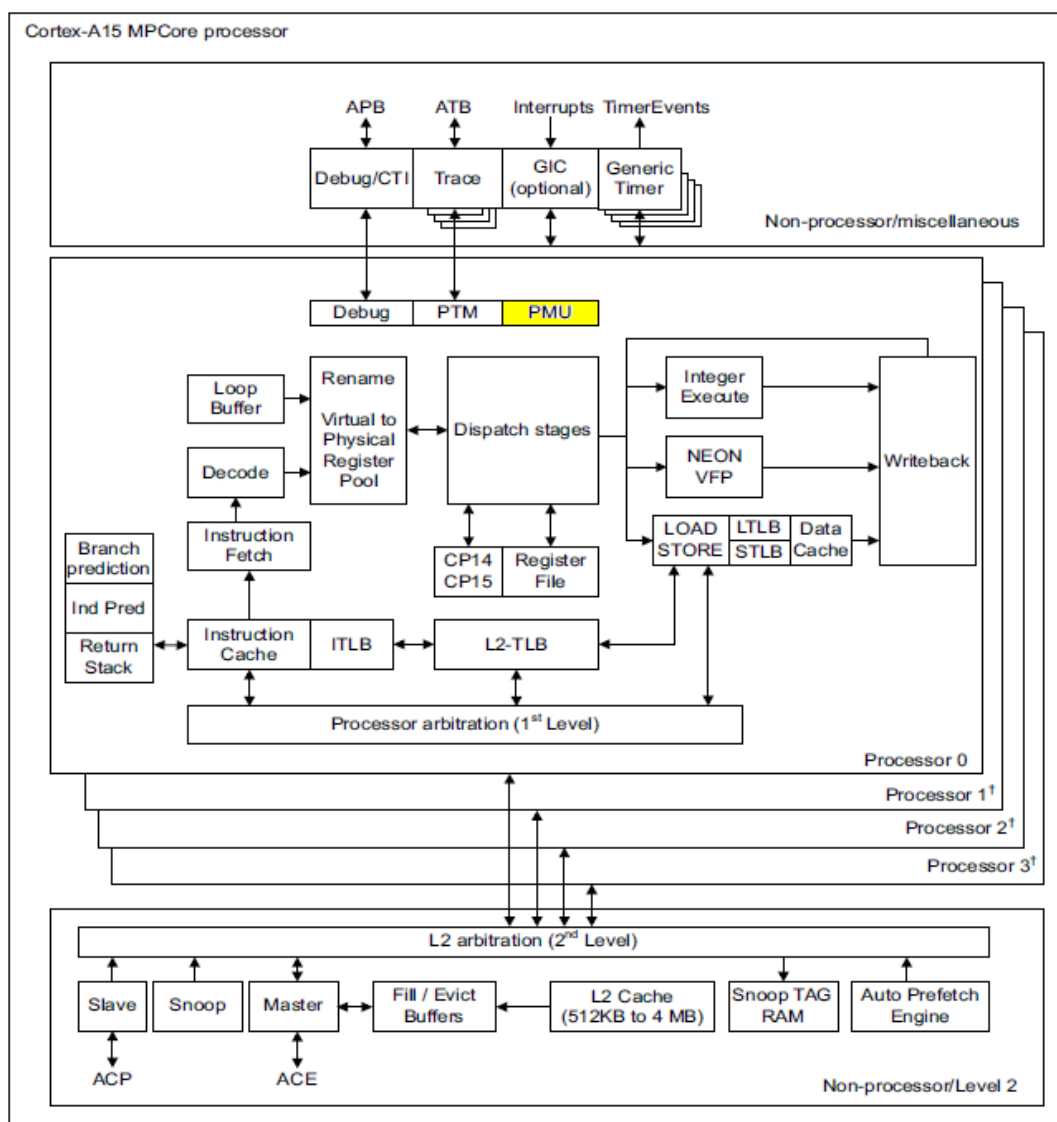 Cortex-A15 MPCore processor
APB
ATB
Interrupts
TimerEvents
Debug/CTI
Trace
GIC
(optional)
Generic
Timer
Non-processor/miscellaneous
Debug
PTM
PMU
Loop
Buffer
Rename
Virtual to
Physical
Register
Pool
Dispatch stages
Integer
Execute
NEON
VFP
Writeback
Decode
Instruction
Fetch
LOAD
STORE
LTLB
STLB
Data
Cache
CP14
CP15
Register
File
Branch
prediction
Ind Pred
Return
Stack
Instruction
Cache
ITLB
L2-TLB
Processor arbitration (1st Level)
Processor 0
Processor 1†
Processor 2†
Processor 3†
L2 arbitration (2nd Level)
Slave
Snoop
Master
Fill / Evict
Buffers
L2 Cache
(512KB to 4 MB)
Snoop TAG
RAM
Auto Prefetch
Engine
ACP
ACE
Non-processor/Level 2